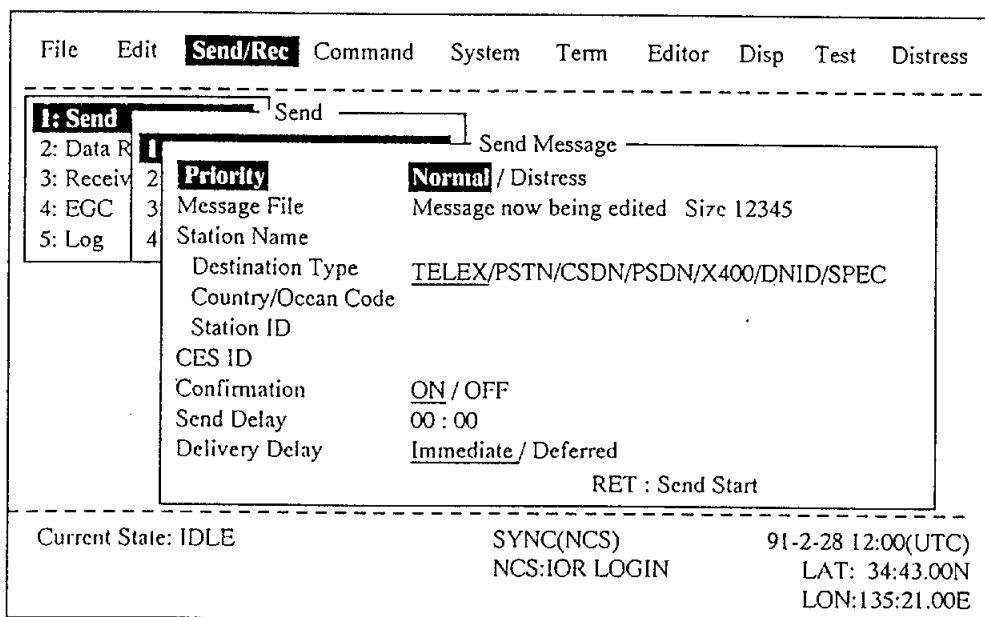 File Edit Send/Rec Command System Term Editor Disp Test Distress
Send
1: Send
Send Message
2: Data R 1
Priority Normal / Distress
3: Receiv 2
Message File Message now being edited Size 12345
4: EGC 3
Station Name
5: Log 4
Destination Type TELEX/PSTN/CSDN/PSDN/X400/DNID/SPEC
Country/Ocean Code
Station ID
CES ID
Confirmation ON / OFF
Send Delay 00 : 00
Delivery Delay Immediate / Deferred
RET : Send Start
Current State: IDLE SYNC(NCS) 91-2-28 12:00(UTC)
NCS:IOR LOGIN LAT: 34:43.00N
LON:135:21.00E